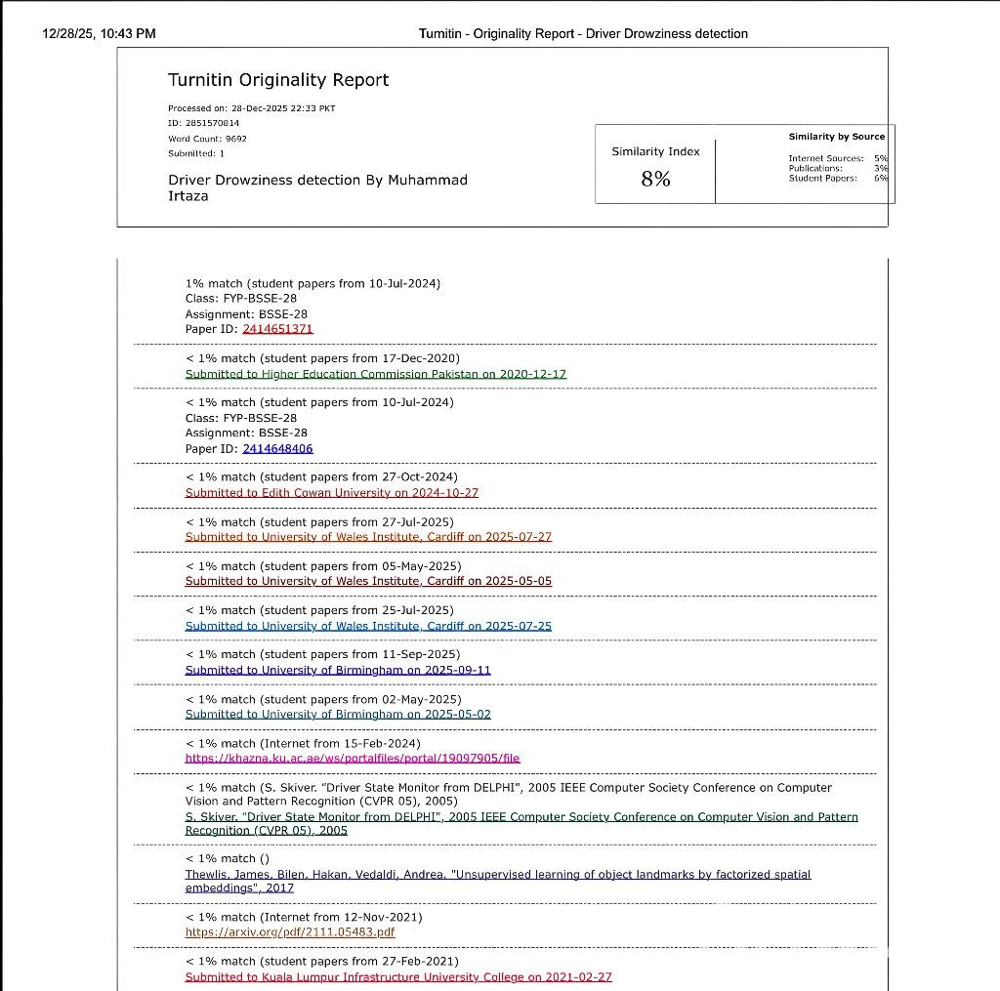 12/28/25, 10:43 PM Turnitin - Originality Report - Driver Drowziness detection
Turnitin Originality Report
Processed on: 28-Dec-2025 22:33 PKT
ID: 2851570814
Word Count: 9692
Submitted: 1
Driver Drowziness detection By Muhammad
Irtaza
Similarity Index
8%
Similarity by Source
Internet Sources: 5%
Publications: 3%
Student Papers: 6%
1% match (student papers from 10-Jul-2024)
Class: FYP-BSSE-28
Assignment: BSSE-28
Paper ID: 2414651371
< 1% match (student papers from 17-Dec-2020)
Submitted to Higher Education Commission Pakistan on 2020-12-17
< 1% match (student papers from 10-Jul-2024)
Class: FYP-BSSE-28
Assignment: BSSE-28
Paper ID: 2414648406
< 1% match (student papers from 27-Oct-2024)
Submitted to Edith Cowan University on 2024-10-27
< 1% match (student papers from 27-Jul-2025)
Submitted to University of Wales Institute, Cardiff on 2025-07-27
< 1% match (student papers from 05-May-2025)
Submitted to University of Wales Institute, Cardiff on 2025-05-05
< 1% match (student papers from 25-Jul-2025)
Submitted to University of Wales Institute, Cardiff on 2025-07-25
< 1% match (student papers from 11-Sep-2025)
Submitted to University of Birmingham on 2025-09-11
< 1% match (student papers from 02-May-2025)
Submitted to University of Birmingham on 2025-05-02
< 1% match (Internet from 15-Feb-2024)
https://khazna.ku.ac.ae/ws/portalfiles/portal/19097905/file
< 1% match (S. Skiver. "Driver State Monitor from DELPHI", 2005 IEEE Computer Society Conference on Computer
Vision and Pattern Recognition (CVPR 05), 2005)
S. Skiver. "Driver State Monitor from DELPHI", 2005 IEEE Computer Society Conference on Computer Vision and Pattern
Recognition (CVPR 05), 2005
< 1% match ()
Thewlis, James, Bilen, Hakan, Vedaldi, Andrea. "Unsupervised learning of object landmarks by factorized spatial
embeddings", 2017
< 1% match (Internet from 12-Nov-2021)
https://arxiv.org/pdf/2111.05483.pdf
< 1% match (student papers from 27-Feb-2021)
Submitted to Kuala Lumpur Infrastructure University College on 2021-02-27